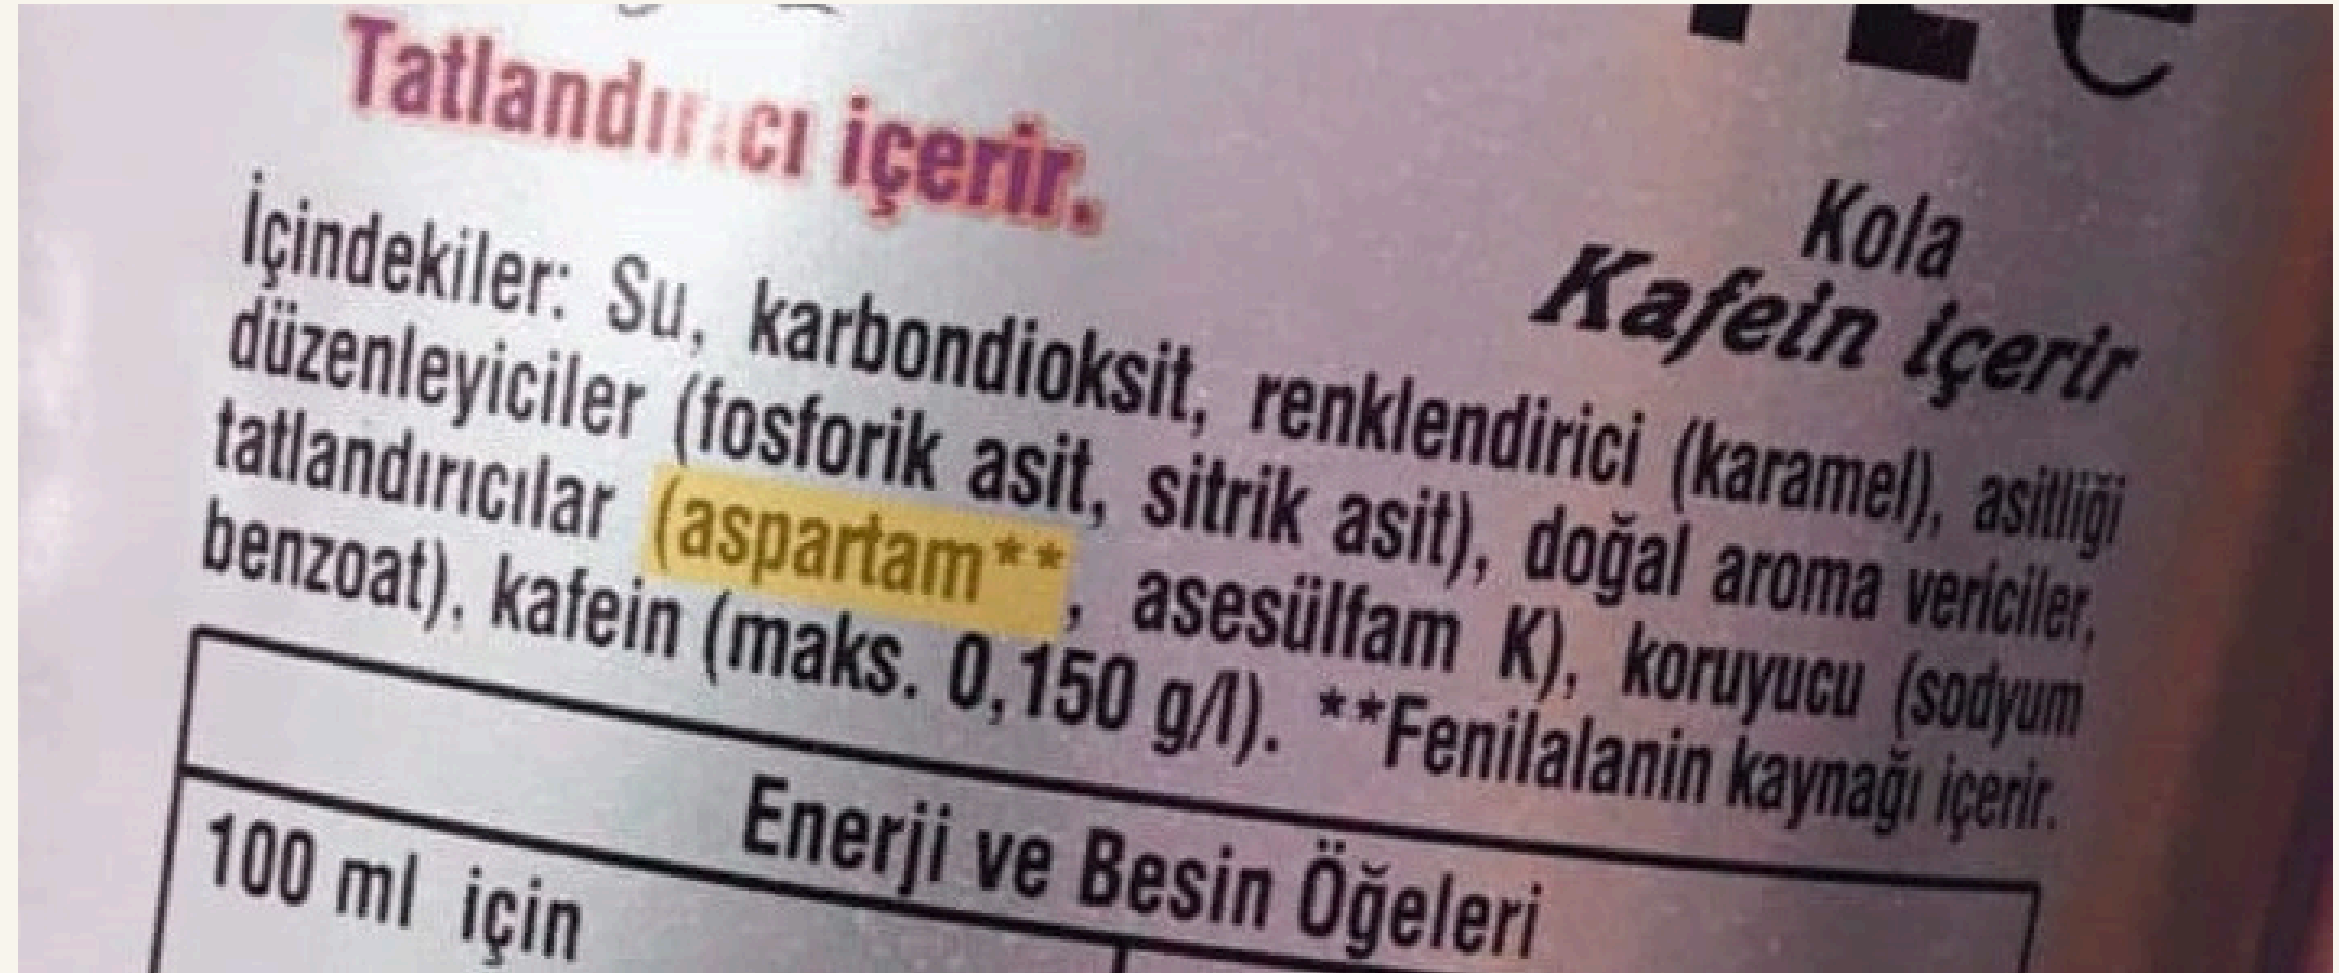 Tatlandırıcı içerir.
Kola
Kafein içerir
İçindekiler: Su, karbondioksit, renklendirici (karamel), asitliği
düzenleyiciler (fosforik asit, sitrik asit), doğal aroma vericiler,
tatlandırıcılar (aspartam**, asesülfam K), koruyucu (sodyum
benzoat), kafein (maks. 0,150 g/l). **Fenilalanin kaynağı içerir.
Enerji ve Besin Öğeleri
100 ml için